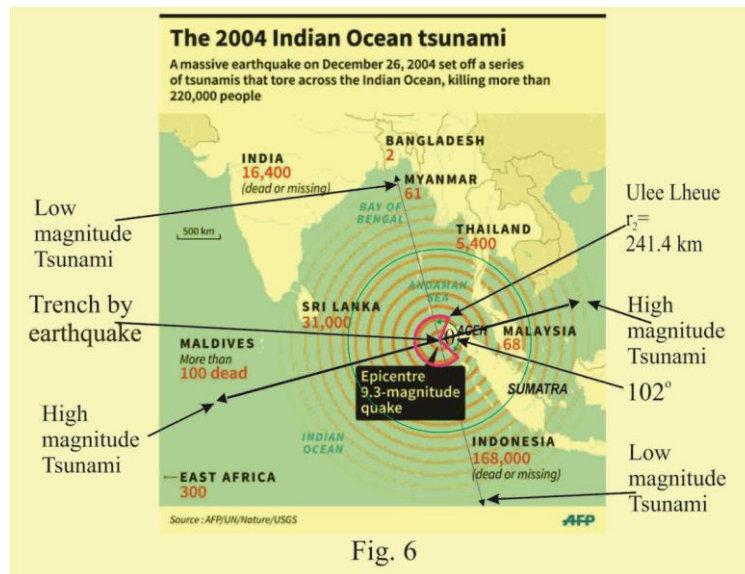 The 2004 Indian Ocean tsunami
A massive earthquake on December 26, 2004 set off a series
of tsunamis that tore across the Indian Ocean, killing more than
220,000 people
BANGLADESH
2
INDIA
16,400
(dead or missing)
MYANMAR
61
Low
magnitude
Tsunami
BAY OF
BENGAL
500 km
THAILAND
5,400
Ulee Lheue
r₂=
241.4 km
ANDAMAN
SEA
Trench by
earthquake
SRI LANKA
31,000
θ
ACEH
MALAYSIA
68
High
magnitude
Tsunami
MALDIVES
More than
100 dead
Epicentre
9.3-magnitude
quake
SUMATRA
102°
High
magnitude
Tsunami
INDIAN
OCEAN
INDONESIA
168,000
(dead or missing)
Low
magnitude
Tsunami
EAST AFRICA
300
Source : AFP/UN/Nature/USGS
AFP
Fig. 6